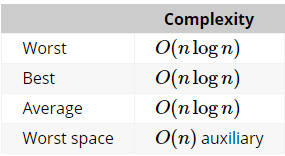 Complexity
Worst O(n log n)
Best O(n log n)
Average O(n log n)
Worst space O(n) auxiliary